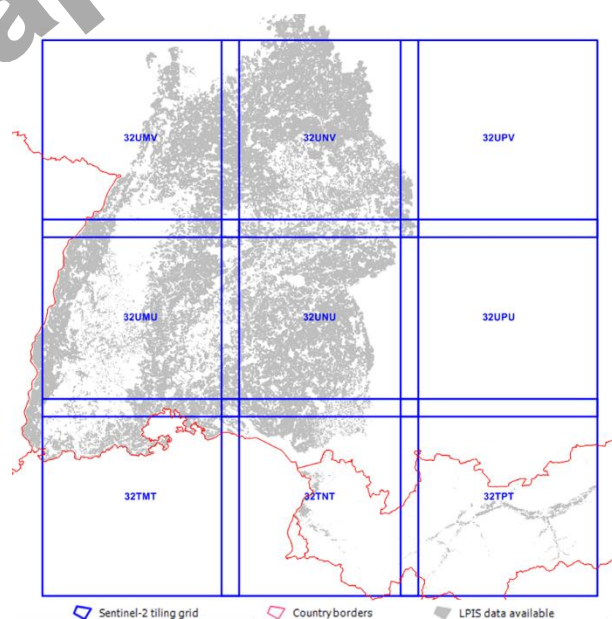 32UMV 32UNV 32UPV
32UMU 32UNU 32UPU
32TMT 32TNT 32TPT
Sentinel-2 tiling grid Country borders LPIS data available